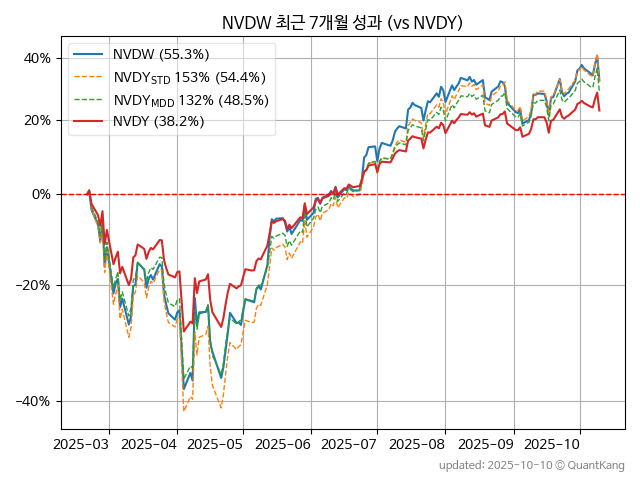 NVDW 최근 7개월 성과 (vs NVDY)
NVDW (55.3%)
NVDY_STD 153% (54.4%)
NVDY_MDD 132% (48.5%)
NVDY (38.2%)
40%
20%
0%
−20%
−40%
2025-03 2025-04 2025-05 2025-06 2025-07 2025-08 2025-09 2025-10
updated: 2025-10-10 © QuantKang